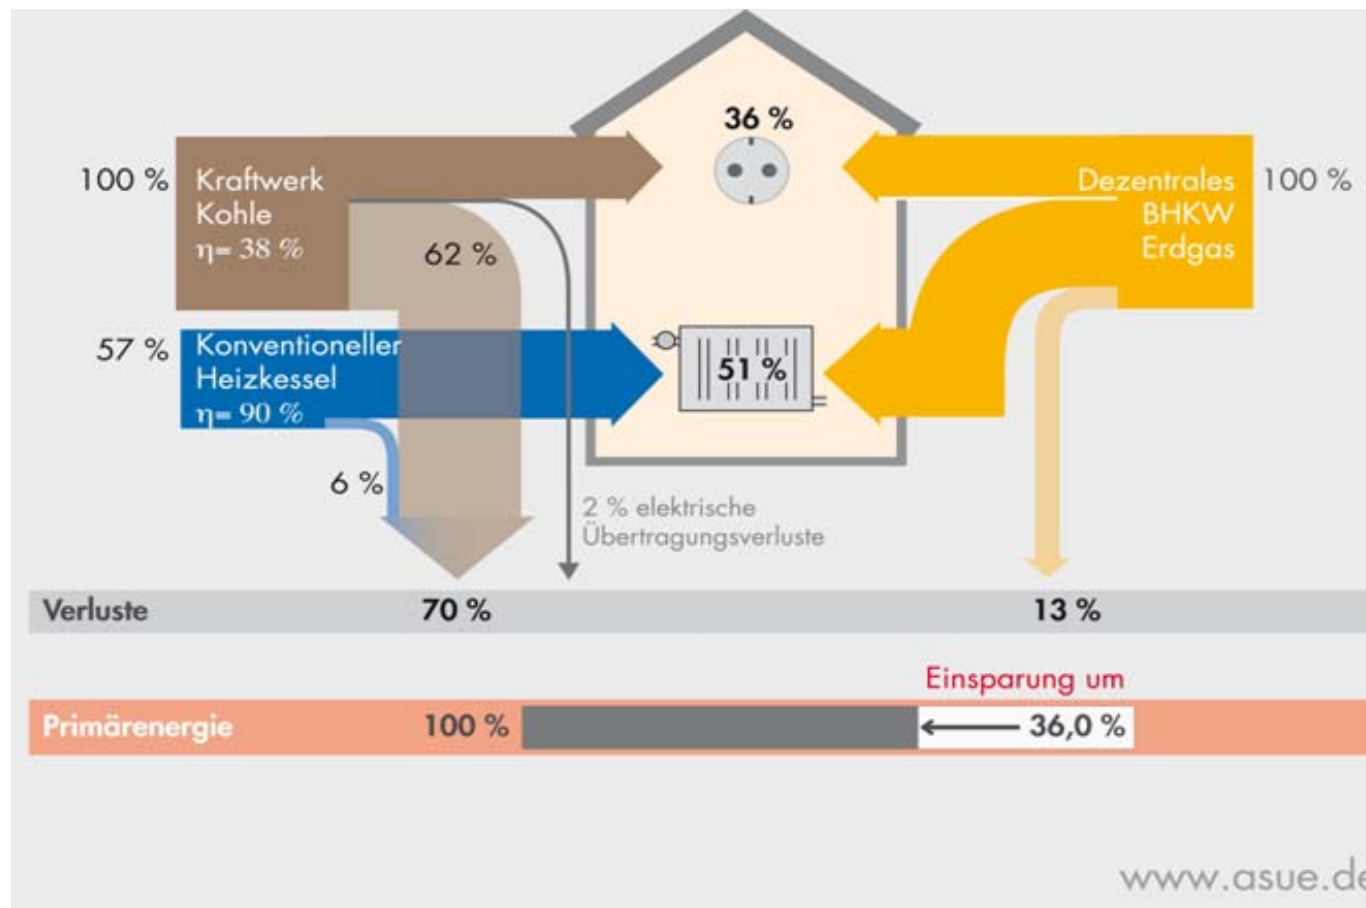 36 %
100 %
Kraftwerk
Kohle
η= 38 %
62 %
Dezentrales
BHKW
Erdgas
100 %
57 %
Konventioneller
Heizkessel
η= 90 %
51 %
6 %
2 % elektrische
Übertragungsverluste
Verluste 70 % 13 %
Einsparung um
Primärenergie 100 % 36,0 %
www.asue.de